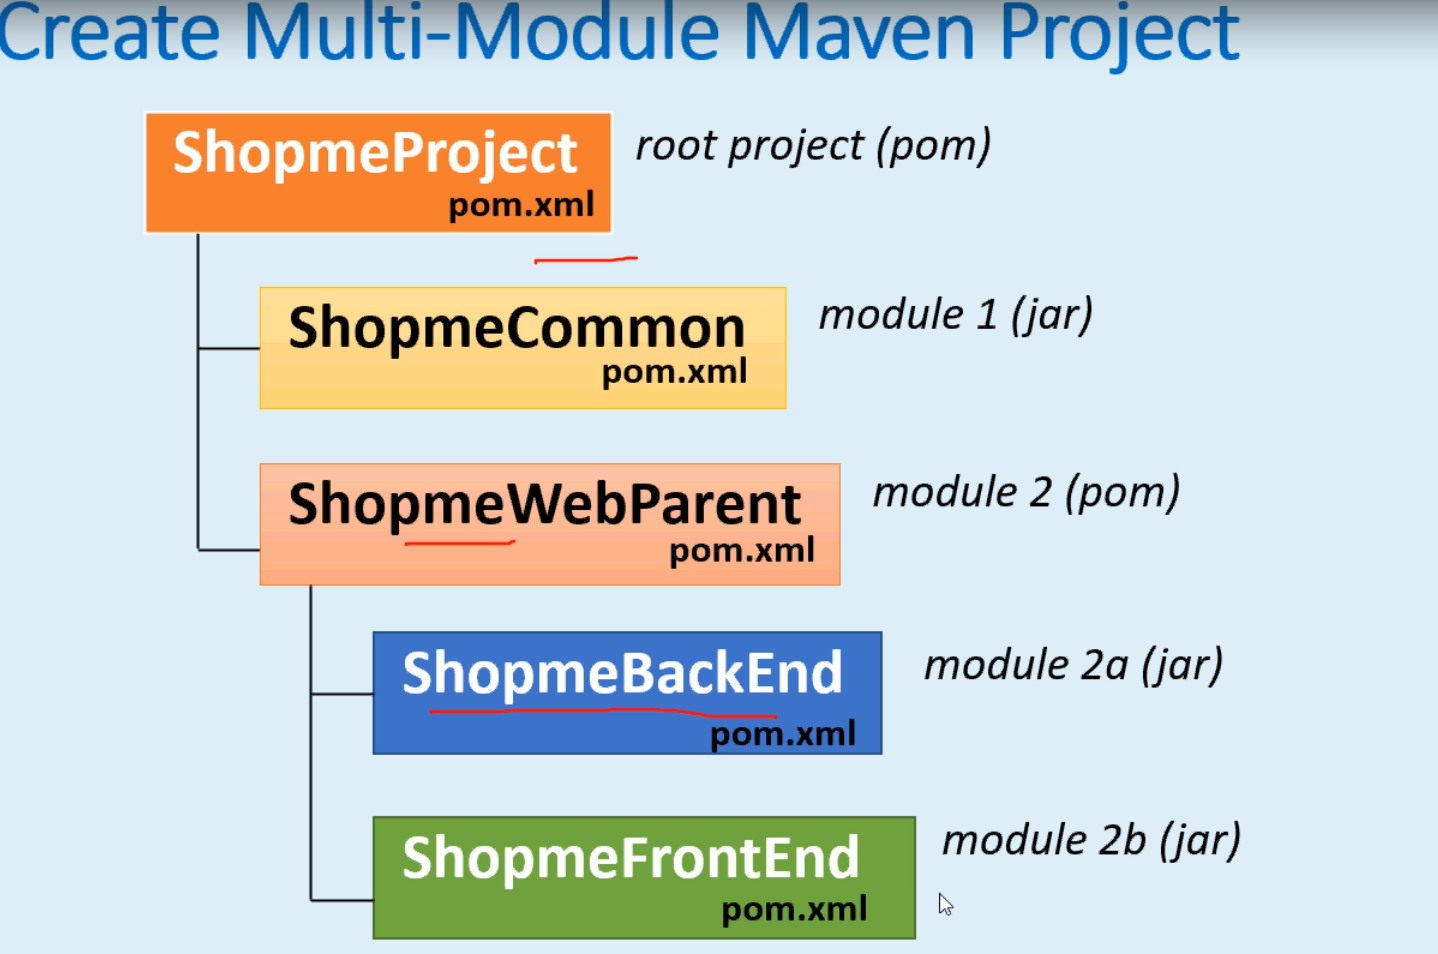 Create Multi-Module Maven Project
ShopmeProject
root project (pom)
pom.xml
ShopmeCommon
module 1 (jar)
pom.xml
ShopmeWebParent
module 2 (pom)
pom.xml
ShopmeBackEnd
module 2a (jar)
pom.xml
ShopmeFrontEnd
module 2b (jar)
pom.xml